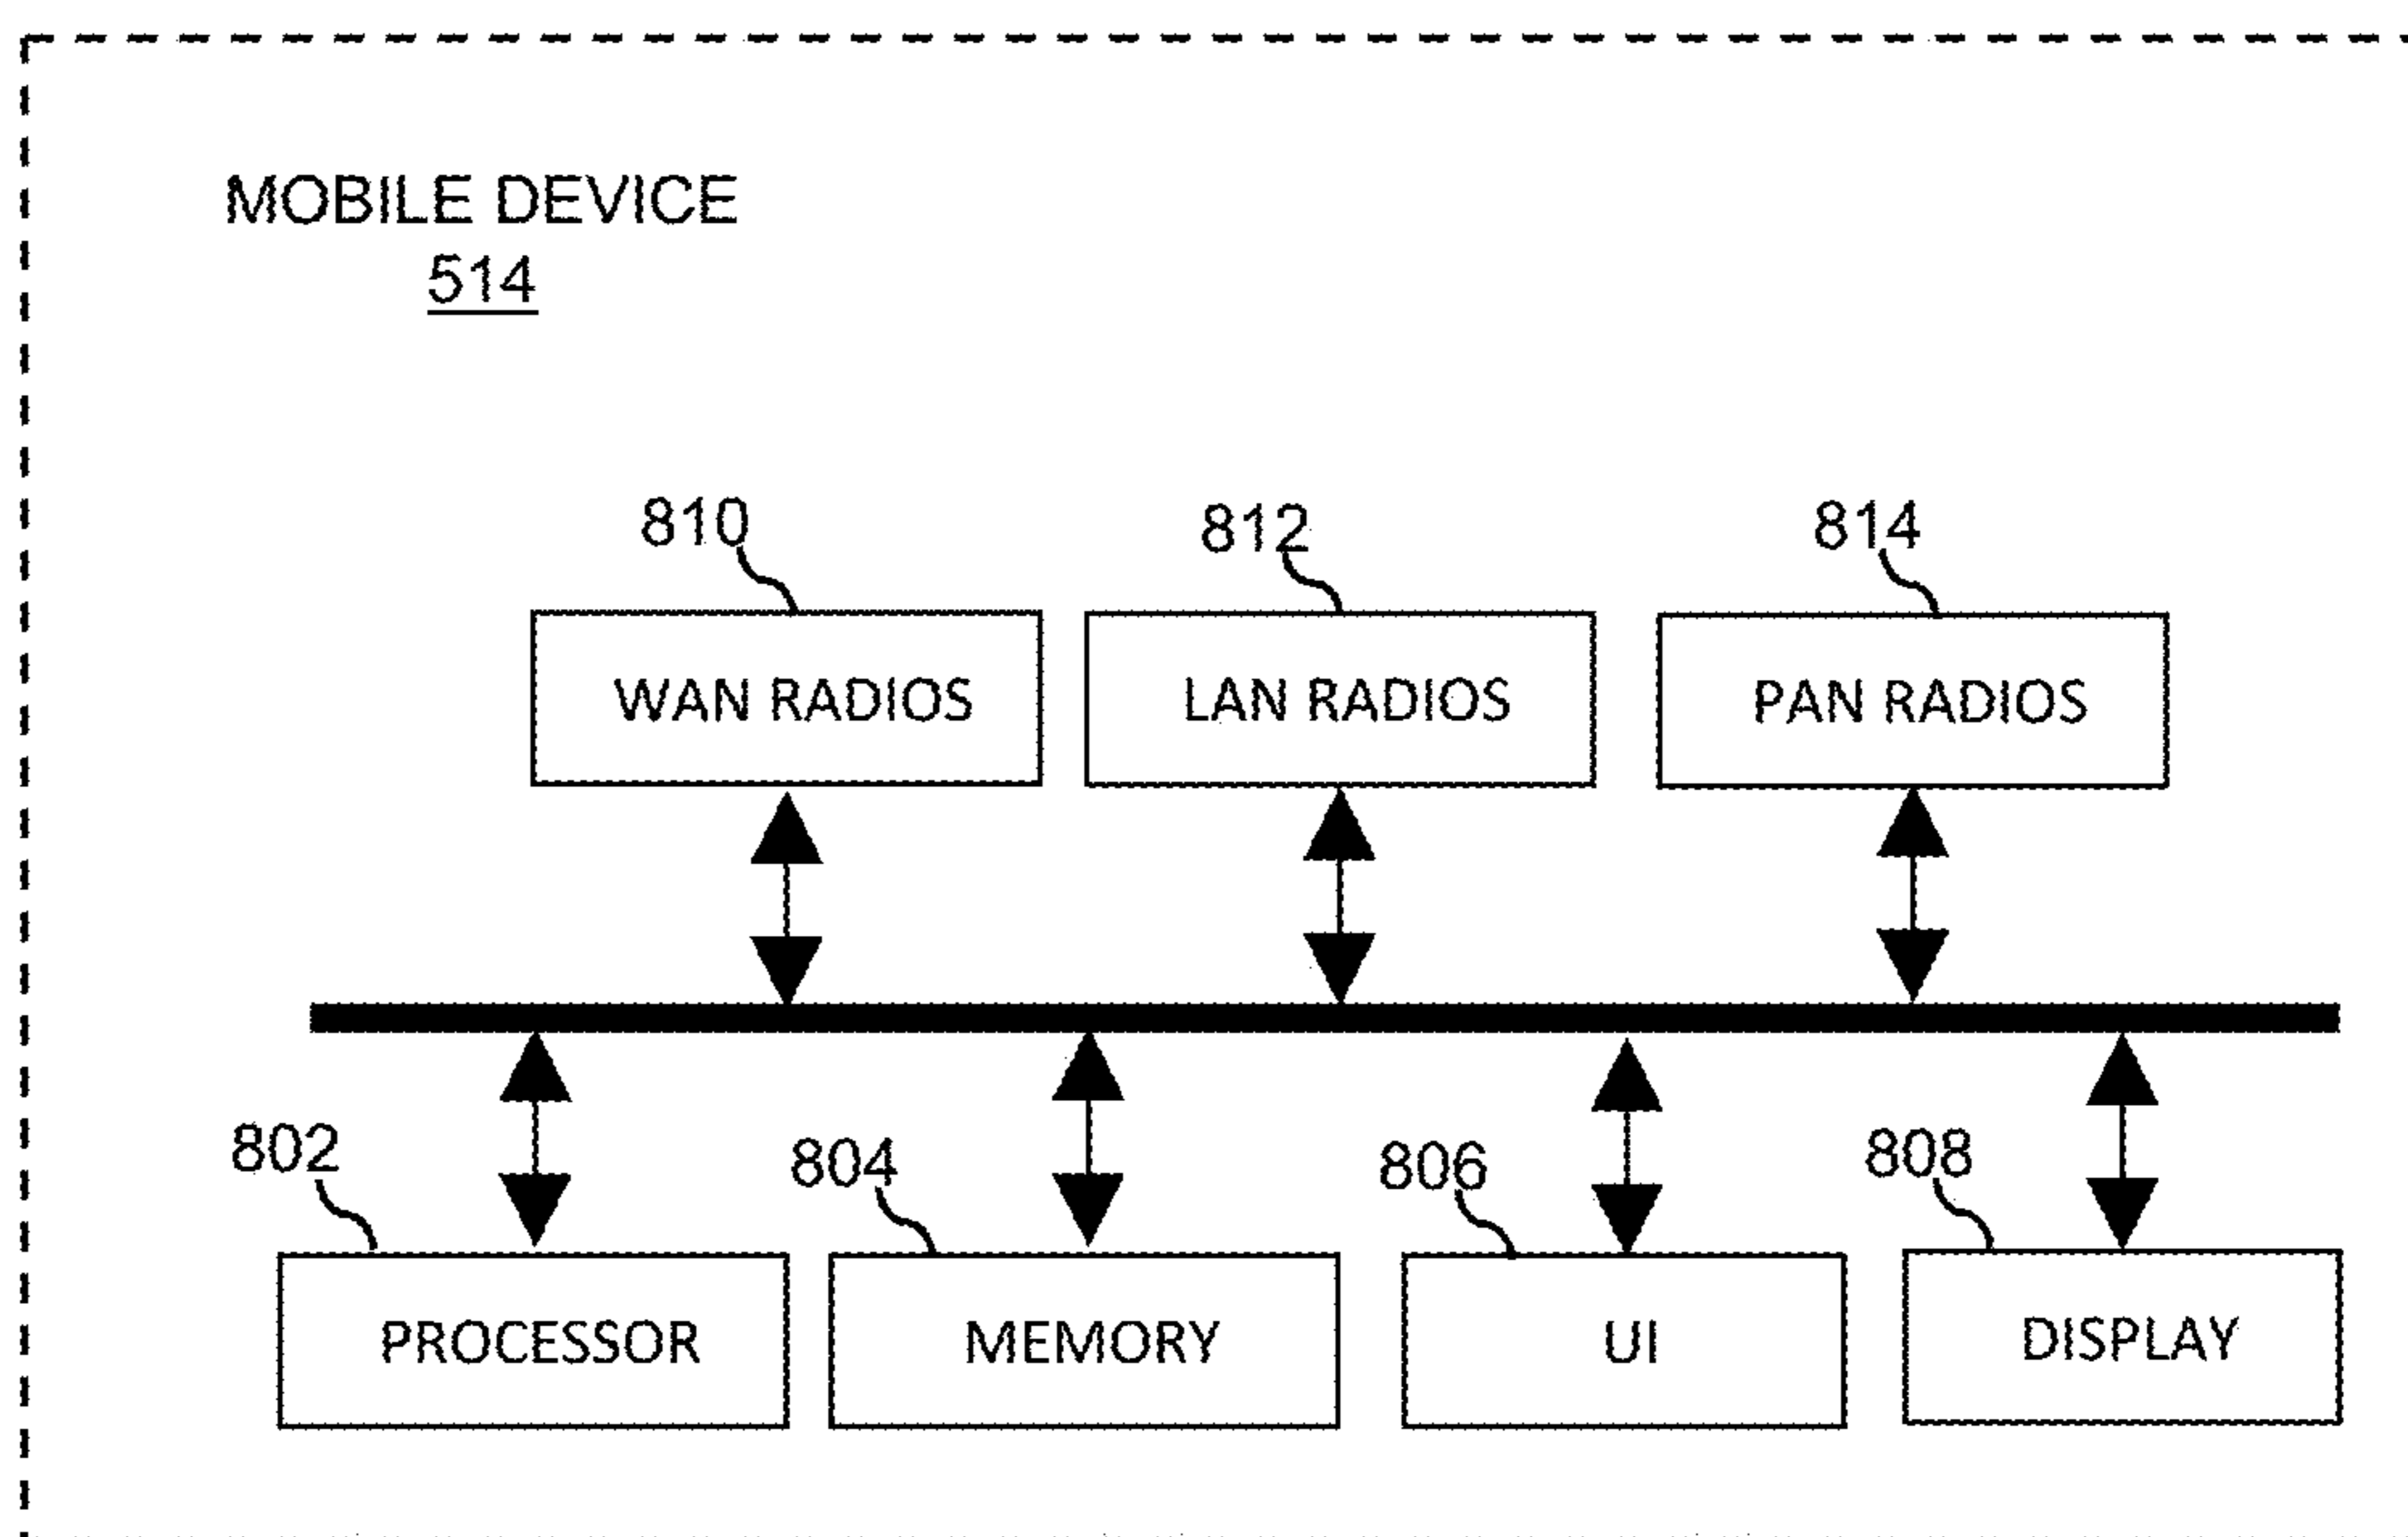 MOBILE DEVICE
514
810
812
814
WAN RADIOS
LAN RADIOS
PAN RADIOS
802
804
806
808
PROCESSOR
MEMORY
UI
DISPLAY